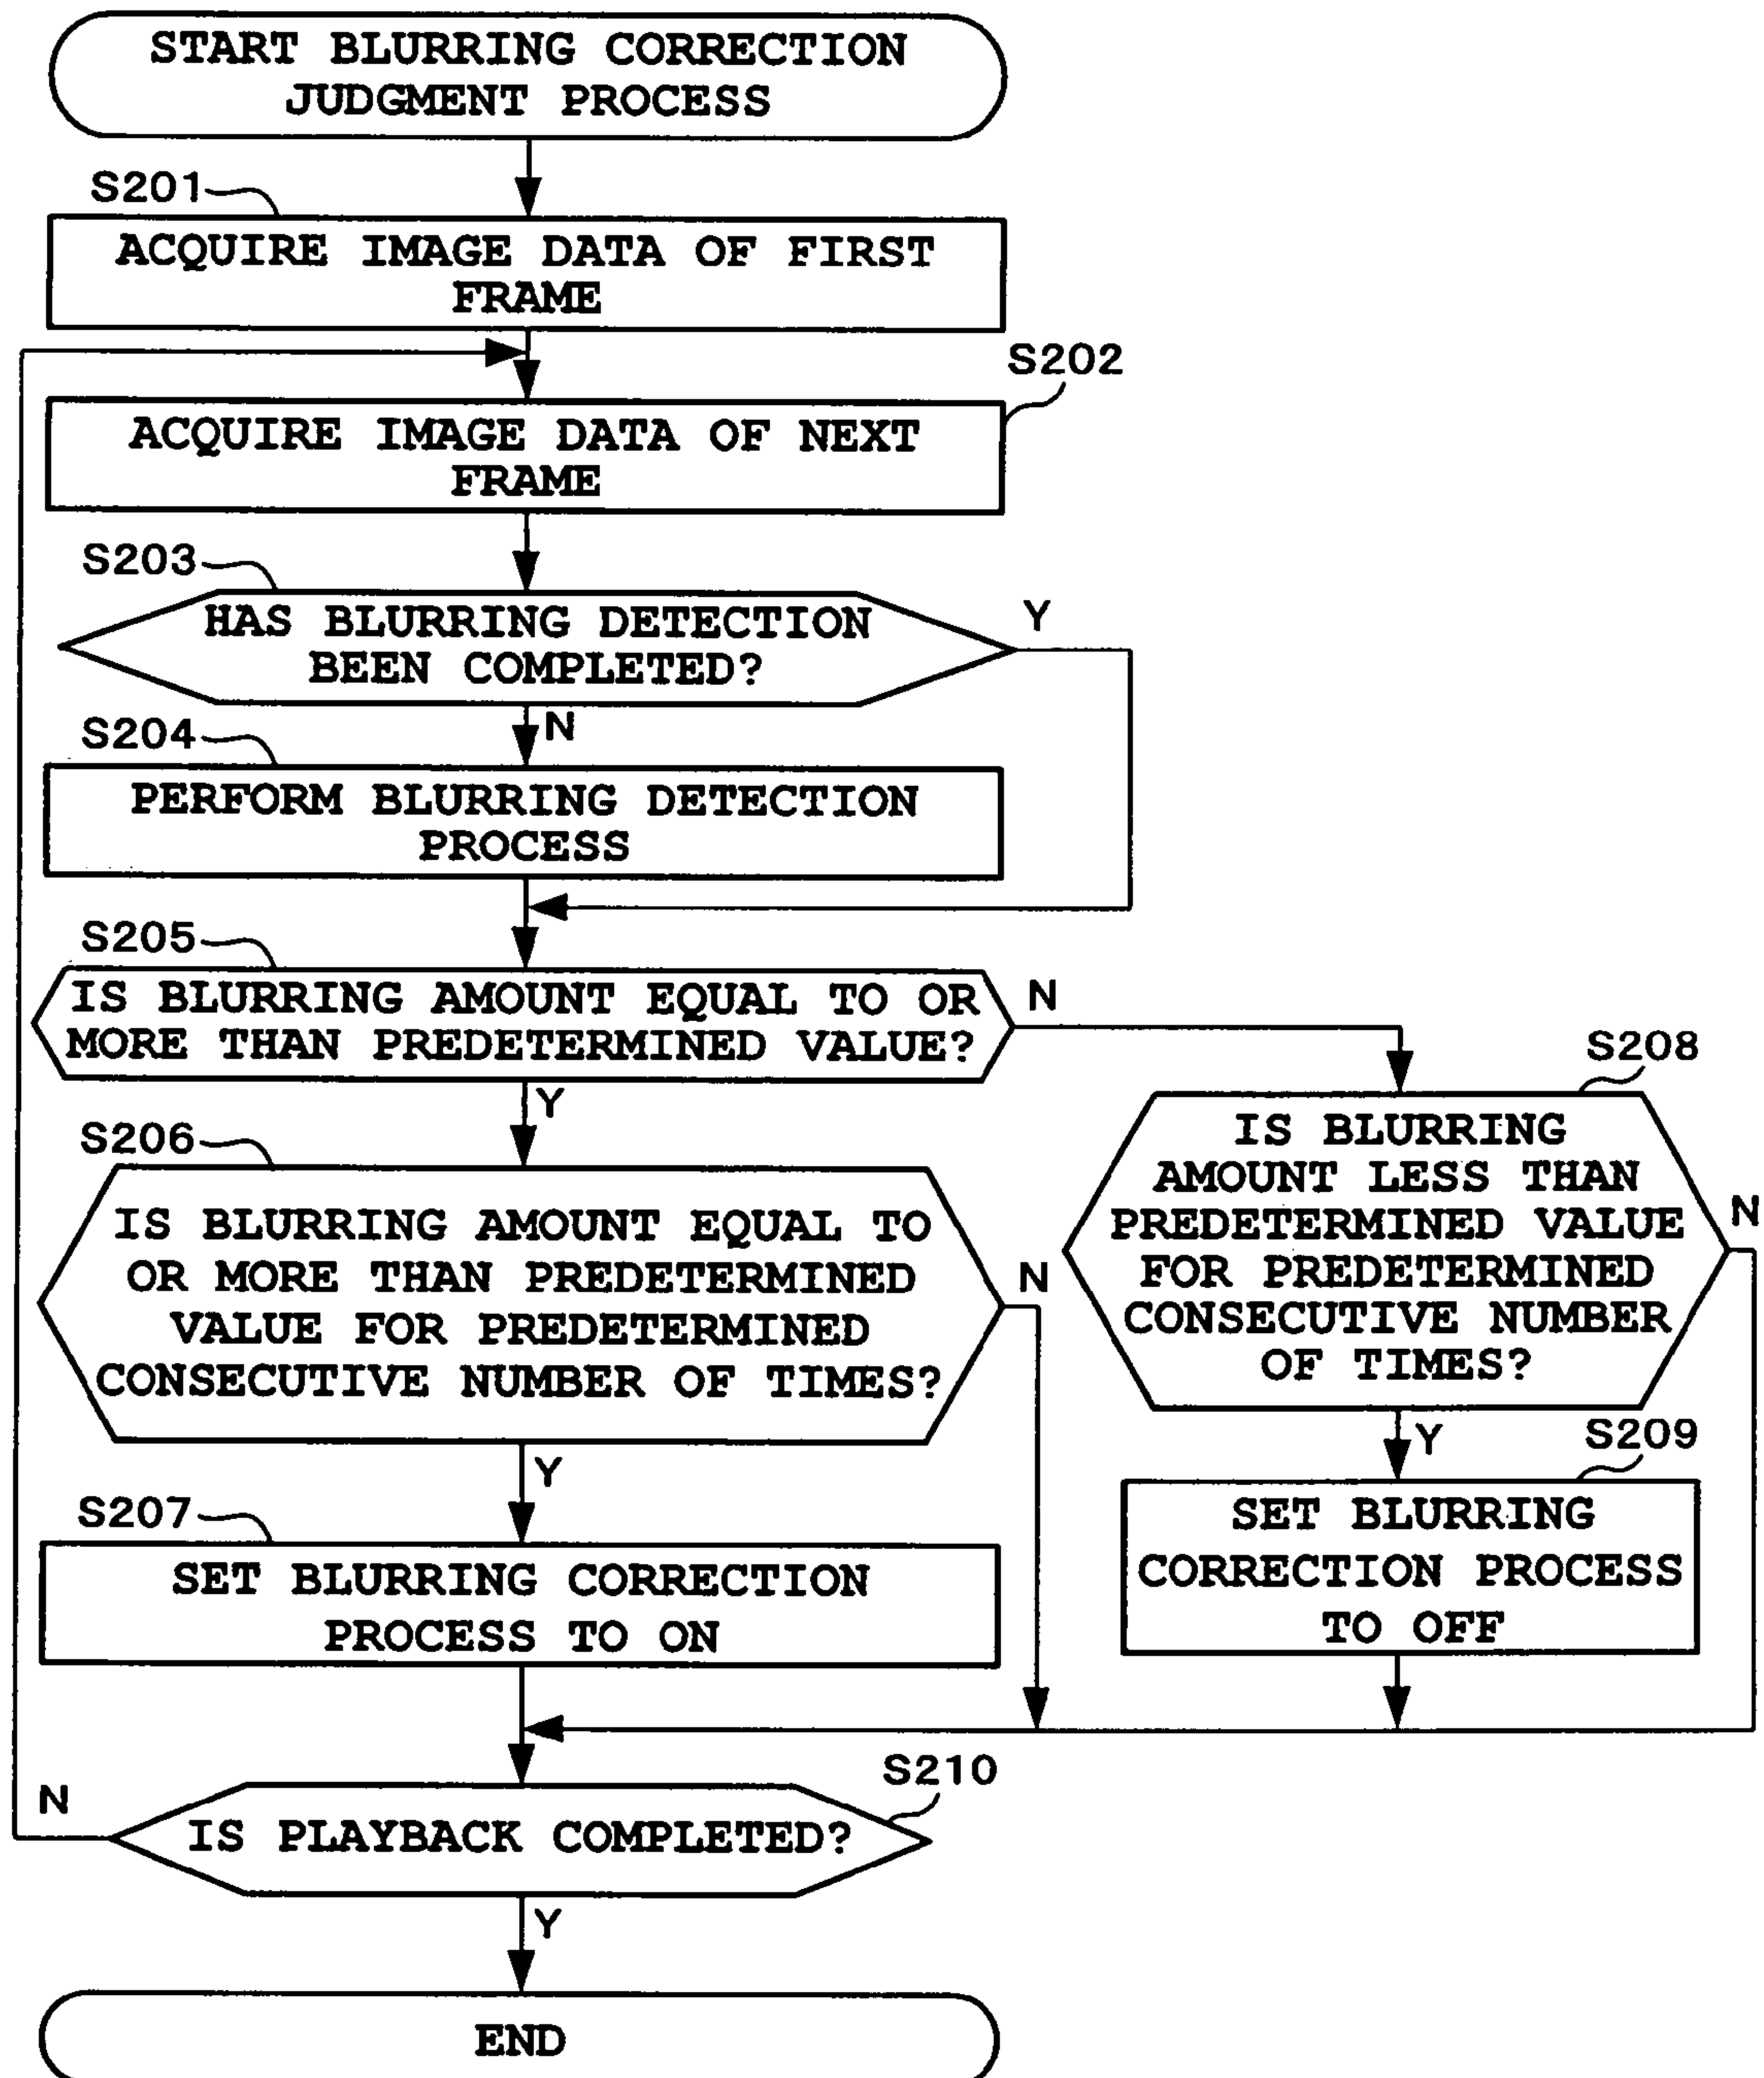 START BLURRING CORRECTION
JUDGMENT PROCESS
S201
ACQUIRE IMAGE DATA OF FIRST
FRAME
S202
ACQUIRE IMAGE DATA OF NEXT
FRAME
S203
HAS BLURRING DETECTION
BEEN COMPLETED?
Y
N
S204
PERFORM BLURRING DETECTION
PROCESS
S205
IS BLURRING AMOUNT EQUAL TO OR
MORE THAN PREDETERMINED VALUE?
N
Y
S206
IS BLURRING AMOUNT EQUAL TO
OR MORE THAN PREDETERMINED
VALUE FOR PREDETERMINED
CONSECUTIVE NUMBER OF TIMES?
N
Y
S207
SET BLURRING CORRECTION
PROCESS TO ON
S208
IS BLURRING
AMOUNT LESS THAN
PREDETERMINED VALUE
FOR PREDETERMINED
CONSECUTIVE NUMBER
OF TIMES?
N
Y
S209
SET BLURRING
CORRECTION PROCESS
TO OFF
S210
N
IS PLAYBACK COMPLETED?
Y
END